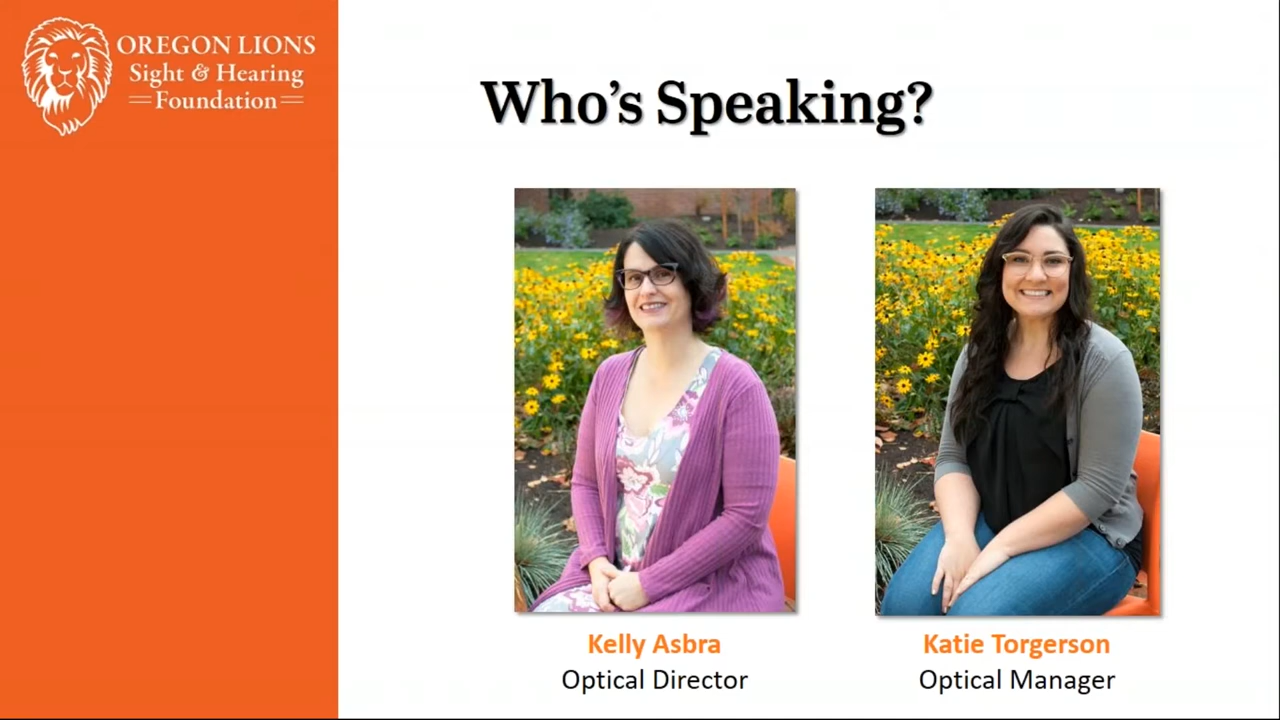 OREGON LIONS
Sight & Hearing
Foundation
Who's Speaking?
Kelly Asbra
Optical Director
Katie Torgerson
Optical Manager